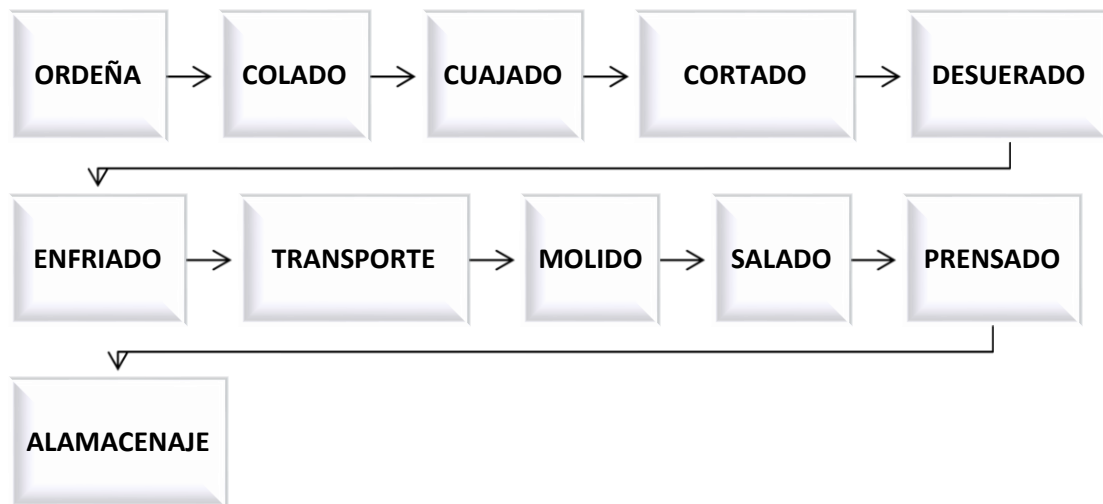 ORDEÑA COLADO CUAJADO CORTADO DESUERADO
ENFRIADO TRANSPORTE MOLIDO SALADO PRENSADO
ALAMACENAJE